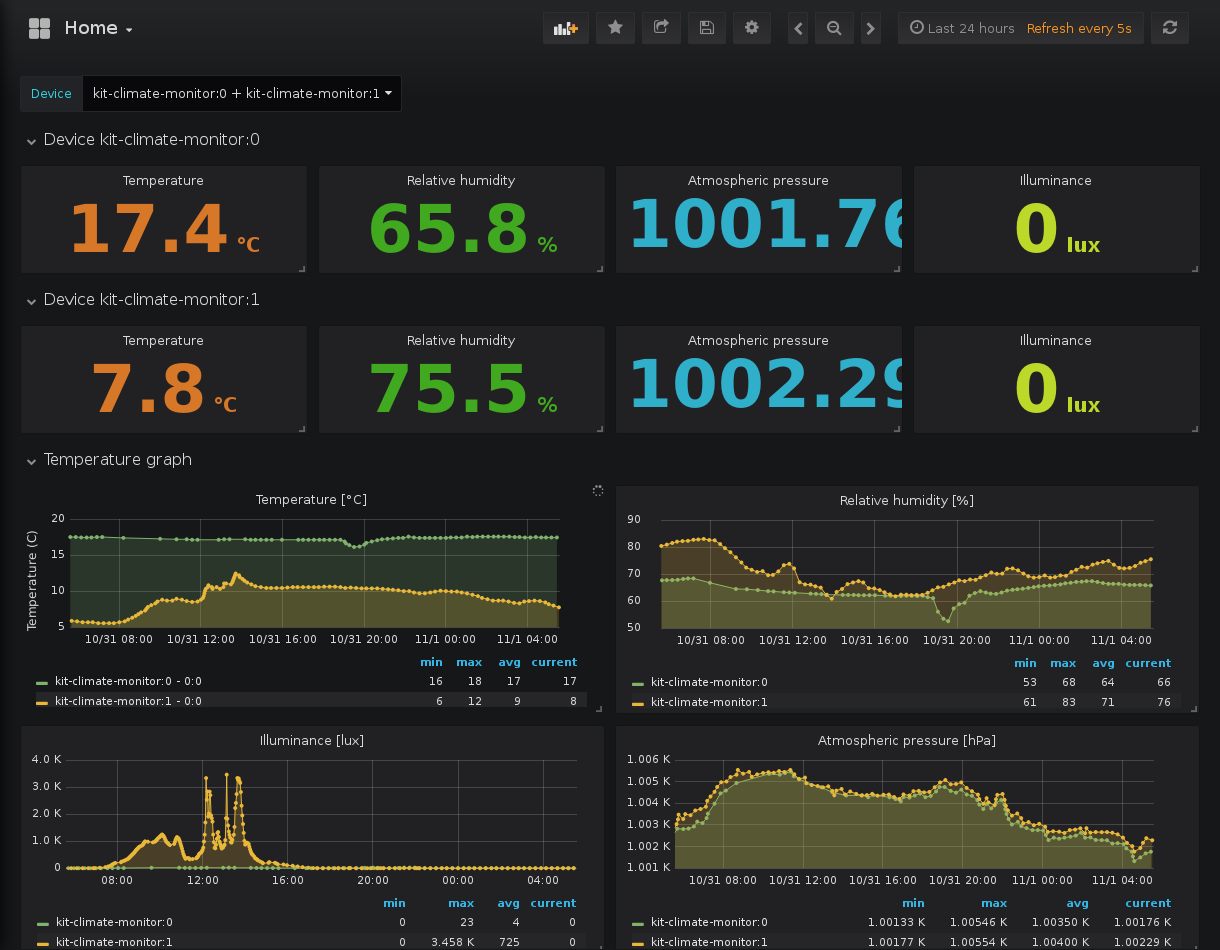 Home
Last 24 hours Refresh every 5s
Device kit-climate-monitor:0 + kit-climate-monitor:1
Device kit-climate-monitor:0
Temperature Relative humidity Atmospheric pressure Illuminance
17.4 °C 65.8 % 1001.76 0 lux
Device kit-climate-monitor:1
Temperature Relative humidity Atmospheric pressure Illuminance
7.8 °C 75.5 % 1002.29 0 lux
Temperature graph
Temperature [°C]
Temperature (C)
20
15
10
5
10/31 08:00 10/31 12:00 10/31 16:00 10/31 20:00 11/1 00:00 11/1 04:00
min max avg current
kit-climate-monitor:0 - 0:0 16 18 17 17
kit-climate-monitor:1 - 0:0 6 12 9 8
Relative humidity [%]
90
80
70
60
50
10/31 08:00 10/31 12:00 10/31 16:00 10/31 20:00 11/1 00:00 11/1 04:00
min max avg current
kit-climate-monitor:0 53 68 64 66
kit-climate-monitor:1 61 83 71 76
Illuminance [lux]
4.0 K
3.0 K
2.0 K
1.0 K
0
08:00 12:00 16:00 20:00 00:00 04:00
min max avg current
kit-climate-monitor:0 0 23 4 0
kit-climate-monitor:1 0 3.458 K 725 0
Atmospheric pressure [hPa]
1.006 K
1.005 K
1.004 K
1.003 K
1.002 K
1.001 K
10/31 08:00 10/31 12:00 10/31 16:00 10/31 20:00 11/1 00:00 11/1 04:00
min max avg current
kit-climate-monitor:0 1.00133 K 1.00546 K 1.00350 K 1.00176 K
kit-climate-monitor:1 1.00177 K 1.00554 K 1.00400 K 1.00229 K